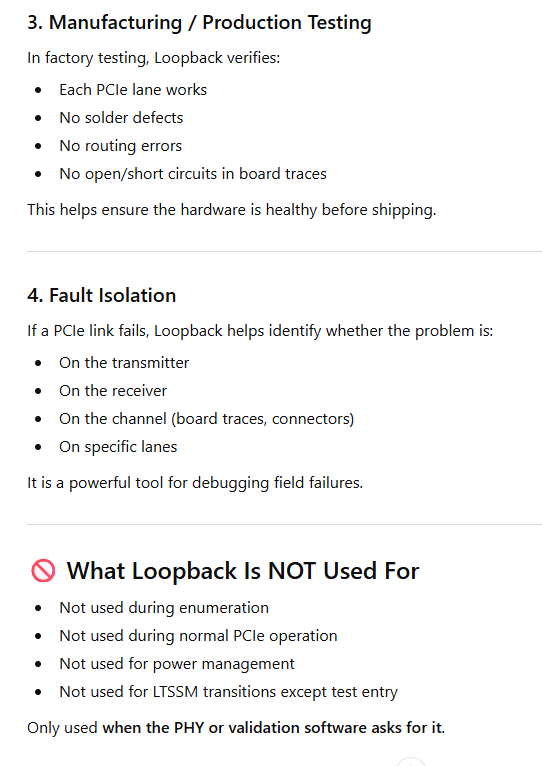 3. Manufacturing / Production Testing
In factory testing, Loopback verifies:
• Each PCIe lane works
• No solder defects
• No routing errors
• No open/short circuits in board traces
This helps ensure the hardware is healthy before shipping.
4. Fault Isolation
If a PCIe link fails, Loopback helps identify whether the problem is:
• On the transmitter
• On the receiver
• On the channel (board traces, connectors)
• On specific lanes
It is a powerful tool for debugging field failures.
🚫 What Loopback Is NOT Used For
• Not used during enumeration
• Not used during normal PCIe operation
• Not used for power management
• Not used for LTSSM transitions except test entry
Only used when the PHY or validation software asks for it.